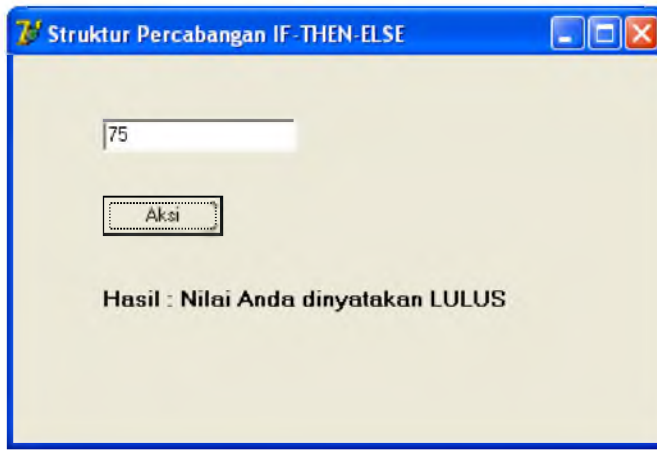 Struktur Percabangan IF-THEN-ELSE
75
Aksi
Hasil : Nilai Anda dinyatakan LULUS